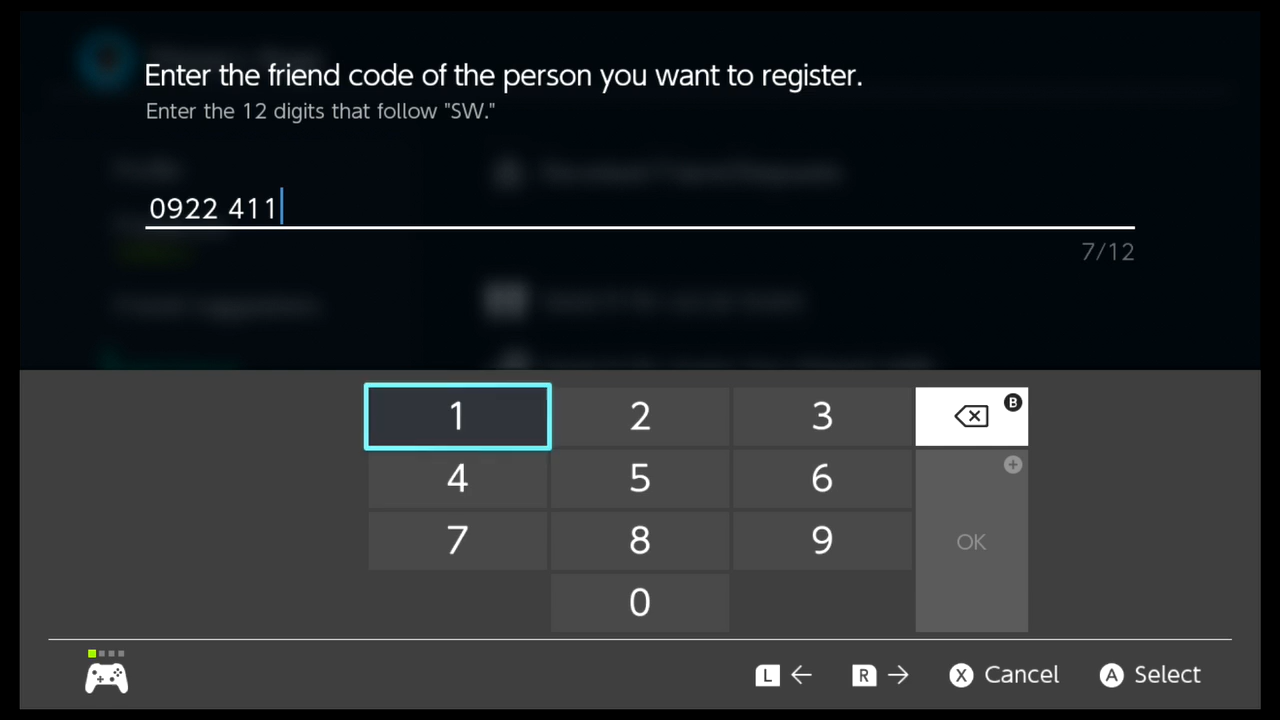 Enter the friend code of the person you want to register.
Enter the 12 digits that follow "SW."
0922 411
7/12
1 2 3 B
4 5 6 +
7 8 9 OK
0
L ← R → X Cancel A Select